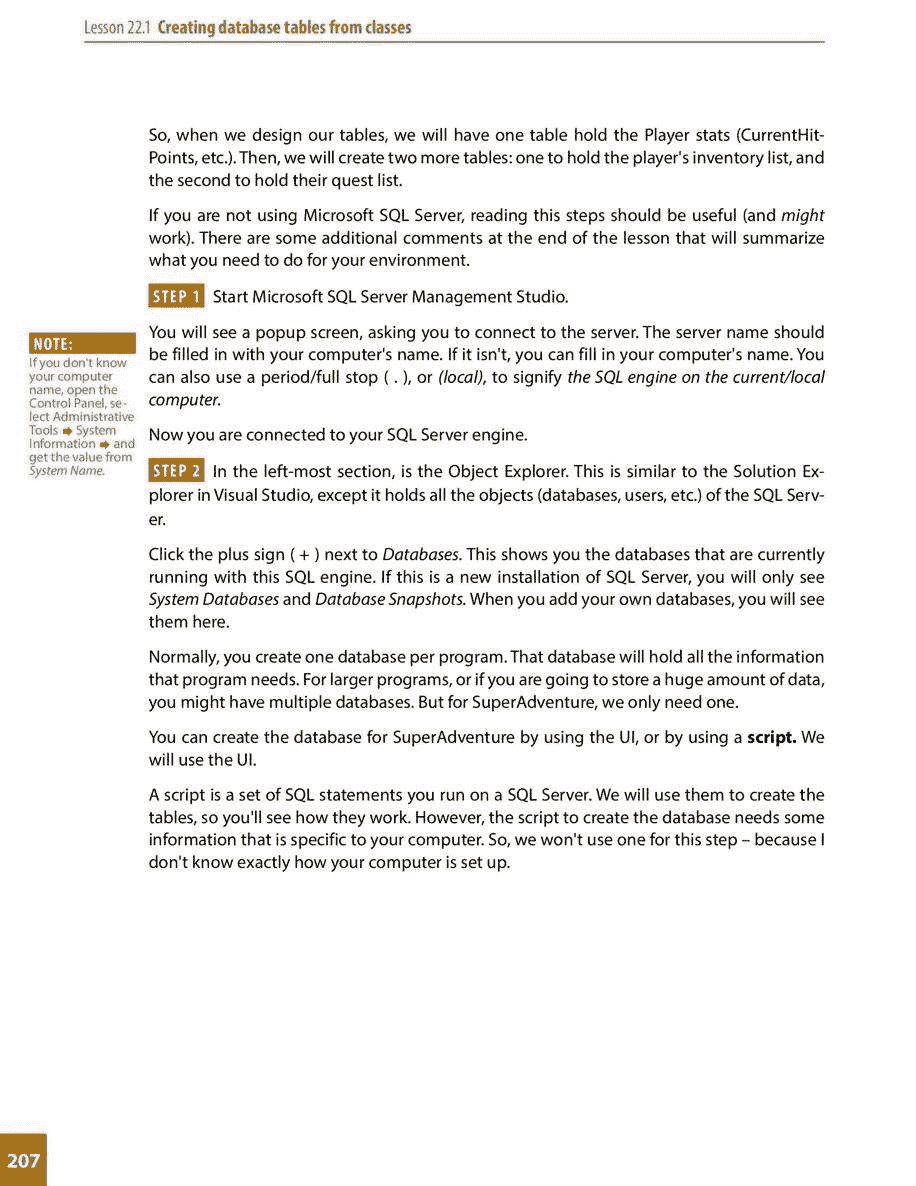 Lesson 22.1 Creating database tables from classes
So, when we design our tables, we will have one table hold the Player stats (CurrentHit-
Points, etc.). Then, we will create two more tables: one to hold the player's inventory list, and
the second to hold their quest list.
If you are not using Microsoft SQL Server, reading this steps should be useful (and might
work). There are some additional comments at the end of the lesson that will summarize
what you need to do for your environment.
STEP 1 Start Microsoft SQL Server Management Studio.
You will see a popup screen, asking you to connect to the server. The server name should
be filled in with your computer's name. If it isn't, you can fill in your computer's name. You
can also use a period/full stop ( . ), or (local), to signify the SQL engine on the current/local
computer.
NOTE:
If you don't know
your computer
name, open the
Control Panel, se-
lect Administrative
Tools ➡ System
Information ➡ and
get the value from
System Name.
Now you are connected to your SQL Server engine.
STEP 2 In the left-most section, is the Object Explorer. This is similar to the Solution Ex-
plorer in Visual Studio, except it holds all the objects (databases, users, etc.) of the SQL Serv-
er.
Click the plus sign ( + ) next to Databases. This shows you the databases that are currently
running with this SQL engine. If this is a new installation of SQL Server, you will only see
System Databases and Database Snapshots. When you add your own databases, you will see
them here.
Normally, you create one database per program. That database will hold all the information
that program needs. For larger programs, or if you are going to store a huge amount of data,
you might have multiple databases. But for SuperAdventure, we only need one.
You can create the database for SuperAdventure by using the UI, or by using a script. We
will use the UI.
A script is a set of SQL statements you run on a SQL Server. We will use them to create the
tables, so you'll see how they work. However, the script to create the database needs some
information that is specific to your computer. So, we won't use one for this step – because I
don't know exactly how your computer is set up.
207